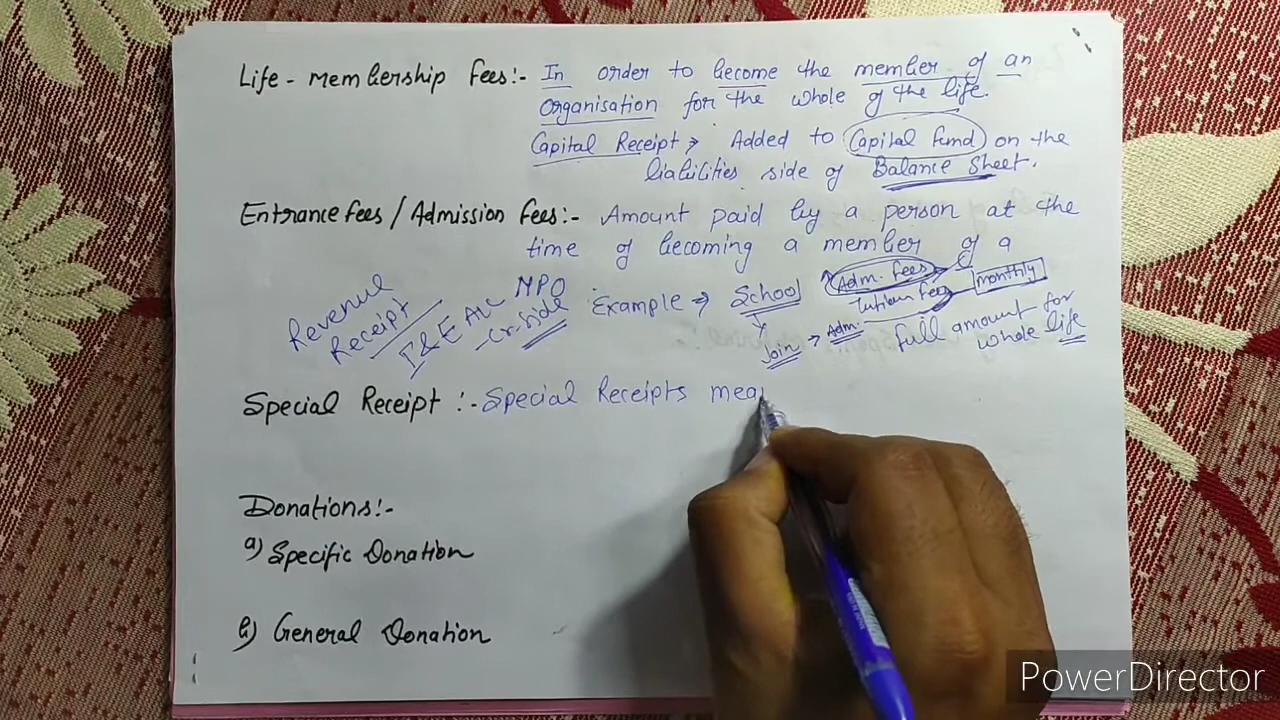 Life - Membership Fees:- In order to become the member of an
organisation for the whole of the life.
Capital Receipt → Added to Capital fund on the
liabilities side of Balance Sheet.
Entrance fees / Admission fees:- Amount paid by a person at the
time of becoming a member of a
NPO
Revenue
Receipt
I & E A/c
- Cr. side
Example → School
Adm. fees
Tution fees
monthly
Join → Adm.
full amount for
whole life
Special Receipt :- Special Receipts mea
Donations:-
a) Specific Donation
b) General Donation
PowerDirector